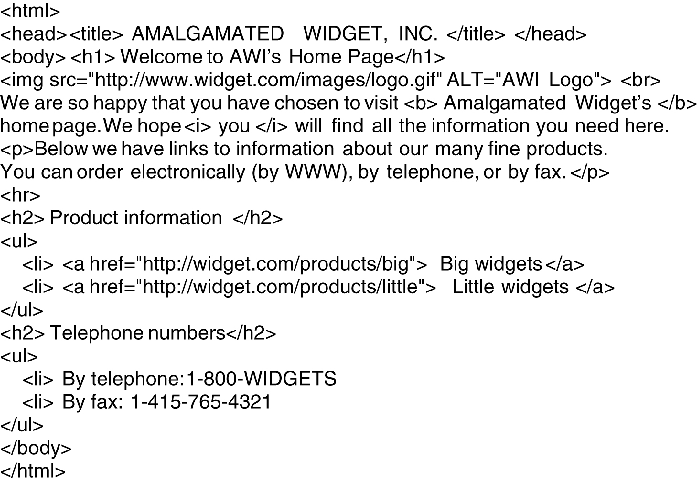 <html>
<head><title> AMALGAMATED WIDGET, INC. </title> </head>
<body> <h1> Welcome to AWI's Home Page</h1>
<img src="http://www.widget.com/images/logo.gif" ALT="AWI Logo"> <br>
We are so happy that you have chosen to visit <b> Amalgamated Widget's </b>
home page. We hope <i> you </i> will find all the information you need here.
<p>Below we have links to information about our many fine products.
You can order electronically (by WWW), by telephone, or by fax. </p>
<hr>
<h2> Product information </h2>
<ul>
<li> <a href="http://widget.com/products/big"> Big widgets </a>
<li> <a href="http://widget.com/products/little"> Little widgets </a>
</ul>
<h2> Telephone numbers</h2>
<ul>
<li> By telephone: 1-800-WIDGETS
<li> By fax: 1-415-765-4321
</ul>
</body>
</html>